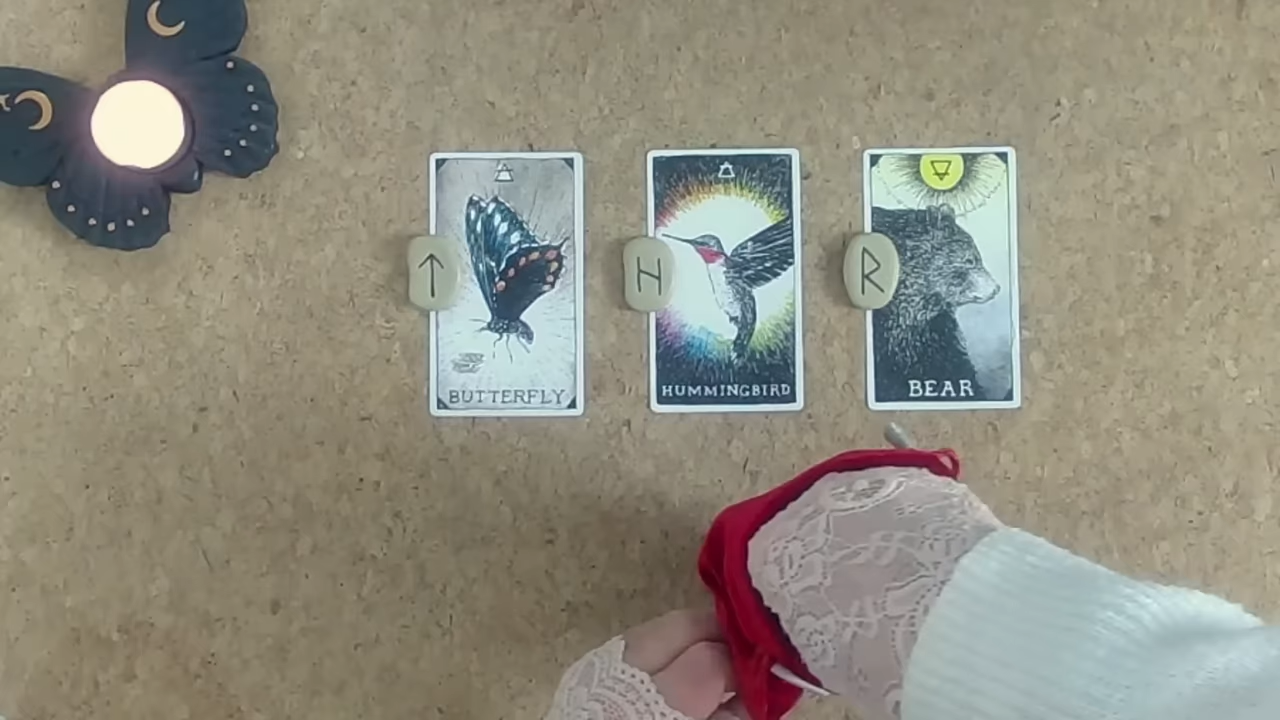 ᛏ
ᚺ
ᚱ
BUTTERFLY
HUMMINGBIRD
BEAR